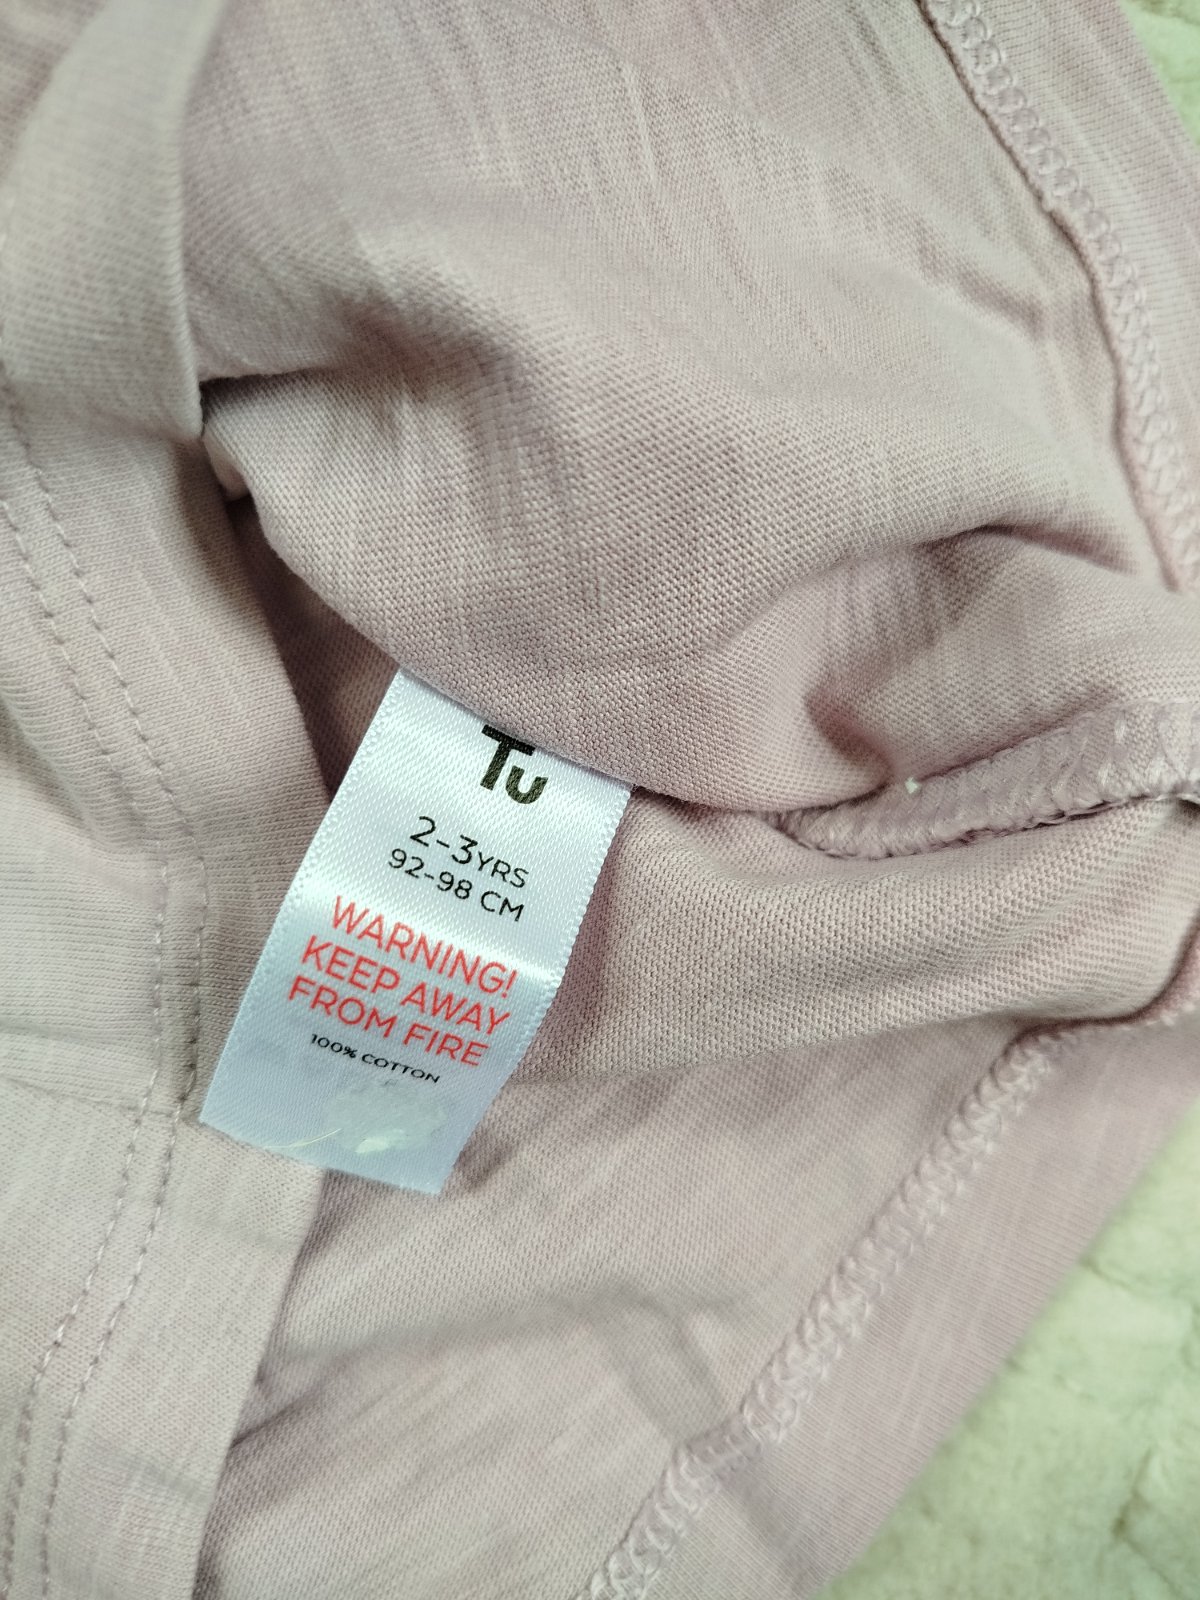 Tu
2-3YRS
92-98 CM
WARNING!
KEEP AWAY
FROM FIRE
100% COTTON